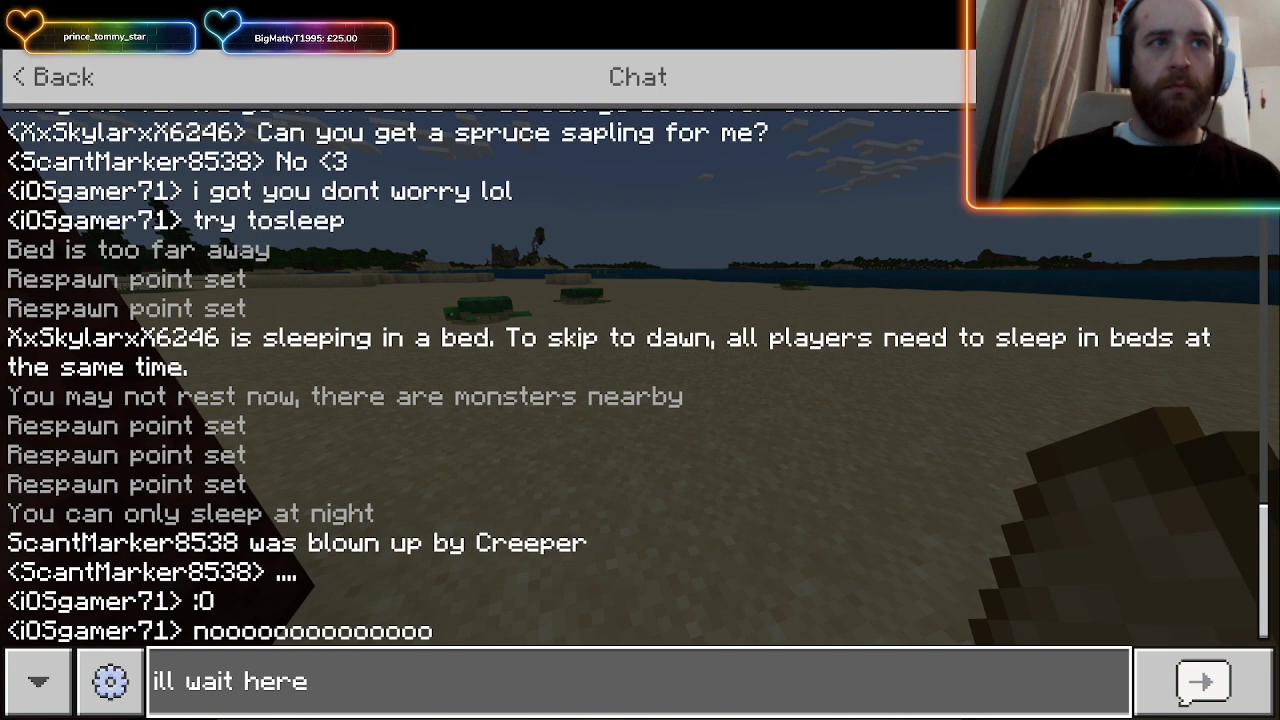 prince_tommy_star
BigMattyT1995: £25.00
< Back
Chat
<XxSkylarxX6246> Can you get a spruce sapling for me?
<ScantMarker8538> No <3
<iOSgamer71> i got you dont worry lol
<iOSgamer71> try tosleep
Bed is too far away
Respawn point set
Respawn point set
XxSkylarxX6246 is sleeping in a bed. To skip to dawn, all players need to sleep in beds at
the same time.
You may not rest now, there are monsters nearby
Respawn point set
Respawn point set
Respawn point set
You can only sleep at night
ScantMarker8538 was blown up by Creeper
<ScantMarker8538> ....
<iOSgamer71> :O
<iOSgamer71> nooooooooooooooo
ill wait here